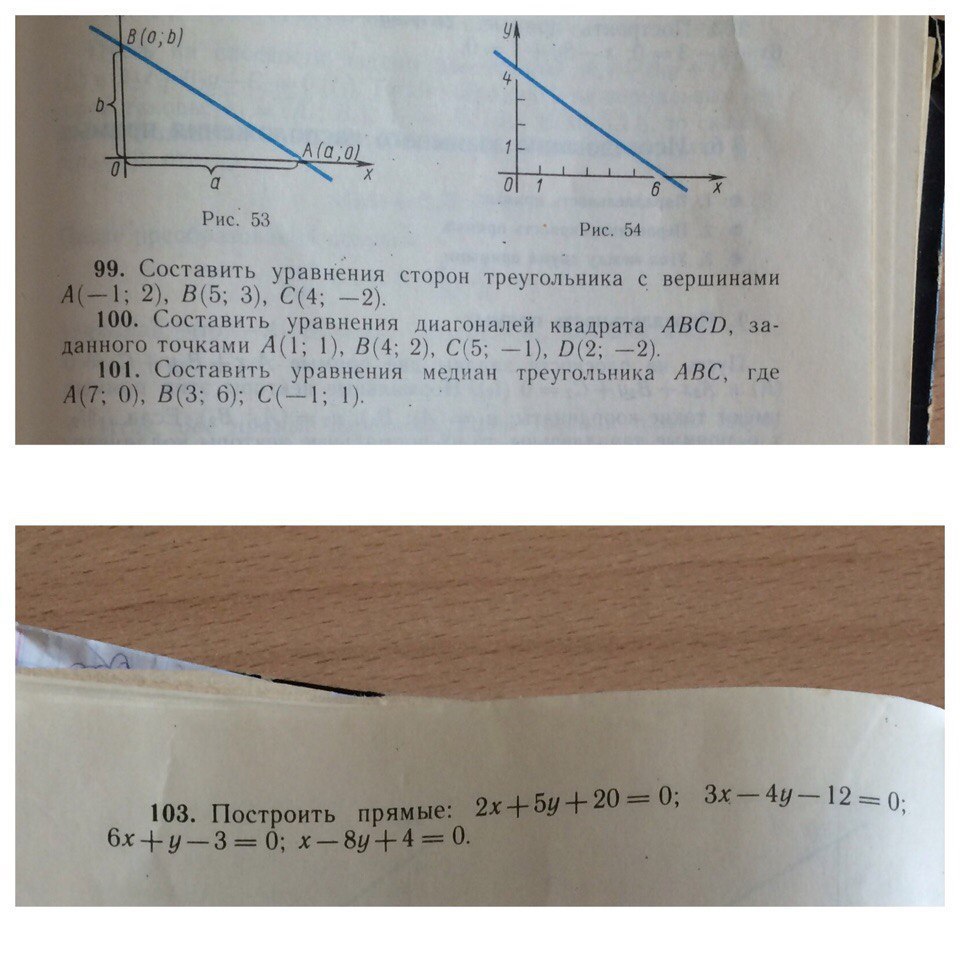 B(o;b)
y
b
4
A(a;o)
1
0
x
a
0
1
6
x
Рис. 53
Рис. 54
99. Составить уравнения сторон треугольника с вершинами
A(—1; 2), B(5; 3), C(4; —2).
100. Составить уравнения диагоналей квадрата ABCD, за-
данного точками A(1; 1), B(4; 2), C(5; —1), D(2; —2).
101. Составить уравнения медиан треугольника ABC, где
A(7; 0), B(3; 6); C(—1; 1).
103. Построить прямые: 2x+5y+20=0; 3x—4y—12=0;
6x+y—3=0; x—8y+4=0.